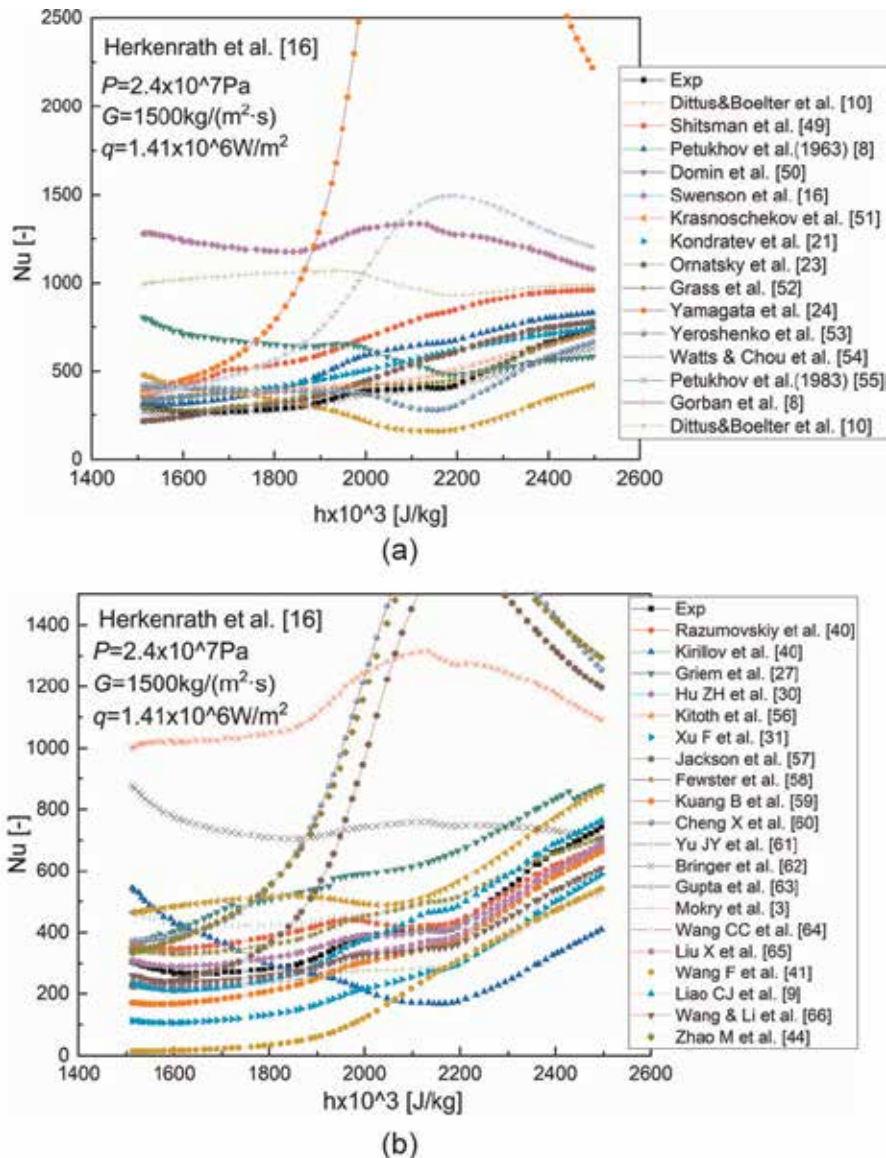 2500
2000
1500
1000
500
0
Nu [-]
Herkenrath et al. [16]
P=2.4x10^7Pa
G=1500kg/(m²·s)
q=1.41x10^6W/m²
Exp
Dittus&Boelter et al. [10]
Shitsman et al. [49]
Petukhov et al.(1963) [8]
Domin et al. [50]
Swenson et al. [16]
Krasnoschekov et al. [51]
Kondratev et al. [21]
Ornatsky et al. [23]
Grass et al. [52]
Yamagata et al. [24]
Yeroshenko et al. [53]
Watts & Chou et al. [54]
Petukhov et al.(1983) [55]
Gorban et al. [8]
Dittus&Boelter et al. [10]
1400 1600 1800 2000 2200 2400 2600
hx10^3 [J/kg]
(a)
1400
1200
1000
800
600
400
200
0
Nu [-]
Herkenrath et al. [16]
P=2.4x10^7Pa
G=1500kg/(m²·s)
q=1.41x10^6W/m²
Exp
Razumovskiy et al. [40]
Kirillov et al. [40]
Griem et al. [27]
Hu ZH et al. [30]
Kitoth et al. [56]
Xu F et al. [31]
Jackson et al. [57]
Fewster et al. [58]
Kuang B et al. [59]
Cheng X et al. [60]
Yu JY et al. [61]
Bringer et al. [62]
Gupta et al. [63]
Mokry et al. [3]
Wang CC et al. [64]
Liu X et al. [65]
Wang F et al. [41]
Liao CJ et al. [9]
Wang & Li et al. [66]
Zhao M et al. [44]
1400 1600 1800 2000 2200 2400 2600
hx10^3 [J/kg]
(b)